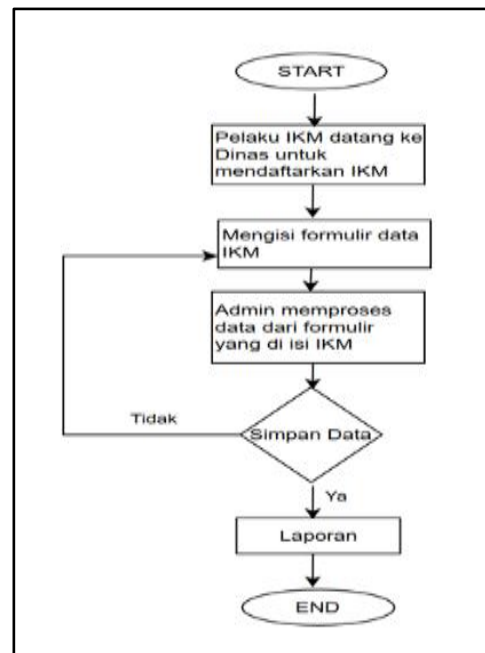 START
Pelaku IKM datang ke
Dinas untuk
mendaftarkan IKM
Mengisi formulir data
IKM
Admin memproses
data dari formulir
yang di isi IKM
Tidak
Simpan Data
Ya
Laporan
END